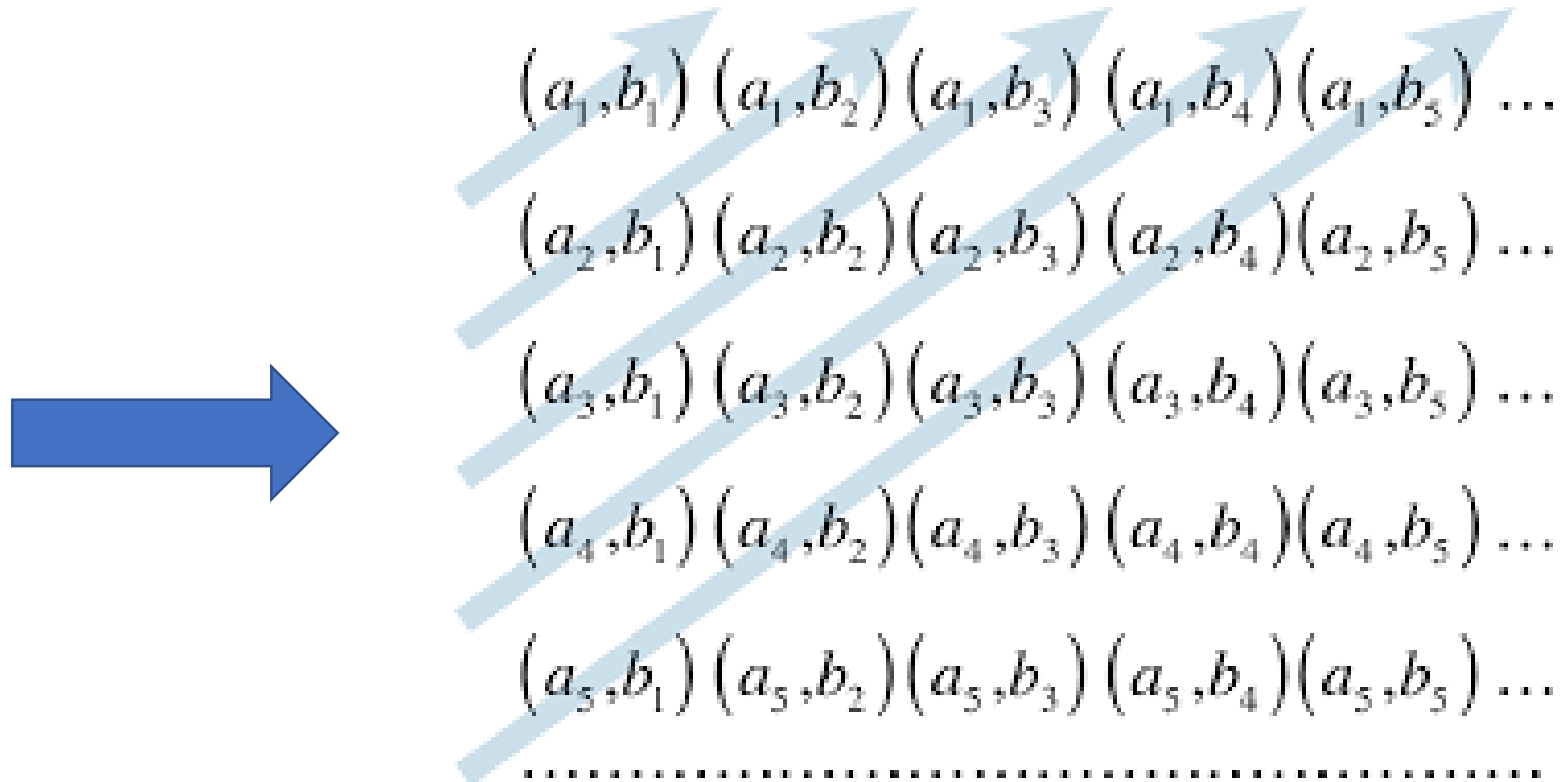 (a₁,b₁) (a₁,b₂) (a₁,b₃) (a₁,b₄) (a₁,b₅) ...
(a₂,b₁) (a₂,b₂) (a₂,b₃) (a₂,b₄) (a₂,b₅) ...
(a₃,b₁) (a₃,b₂) (a₃,b₃) (a₃,b₄) (a₃,b₅) ...
(a₄,b₁) (a₄,b₂) (a₄,b₃) (a₄,b₄) (a₄,b₅) ...
(a₅,b₁) (a₅,b₂) (a₅,b₃) (a₅,b₄) (a₅,b₅) ...
..........................................